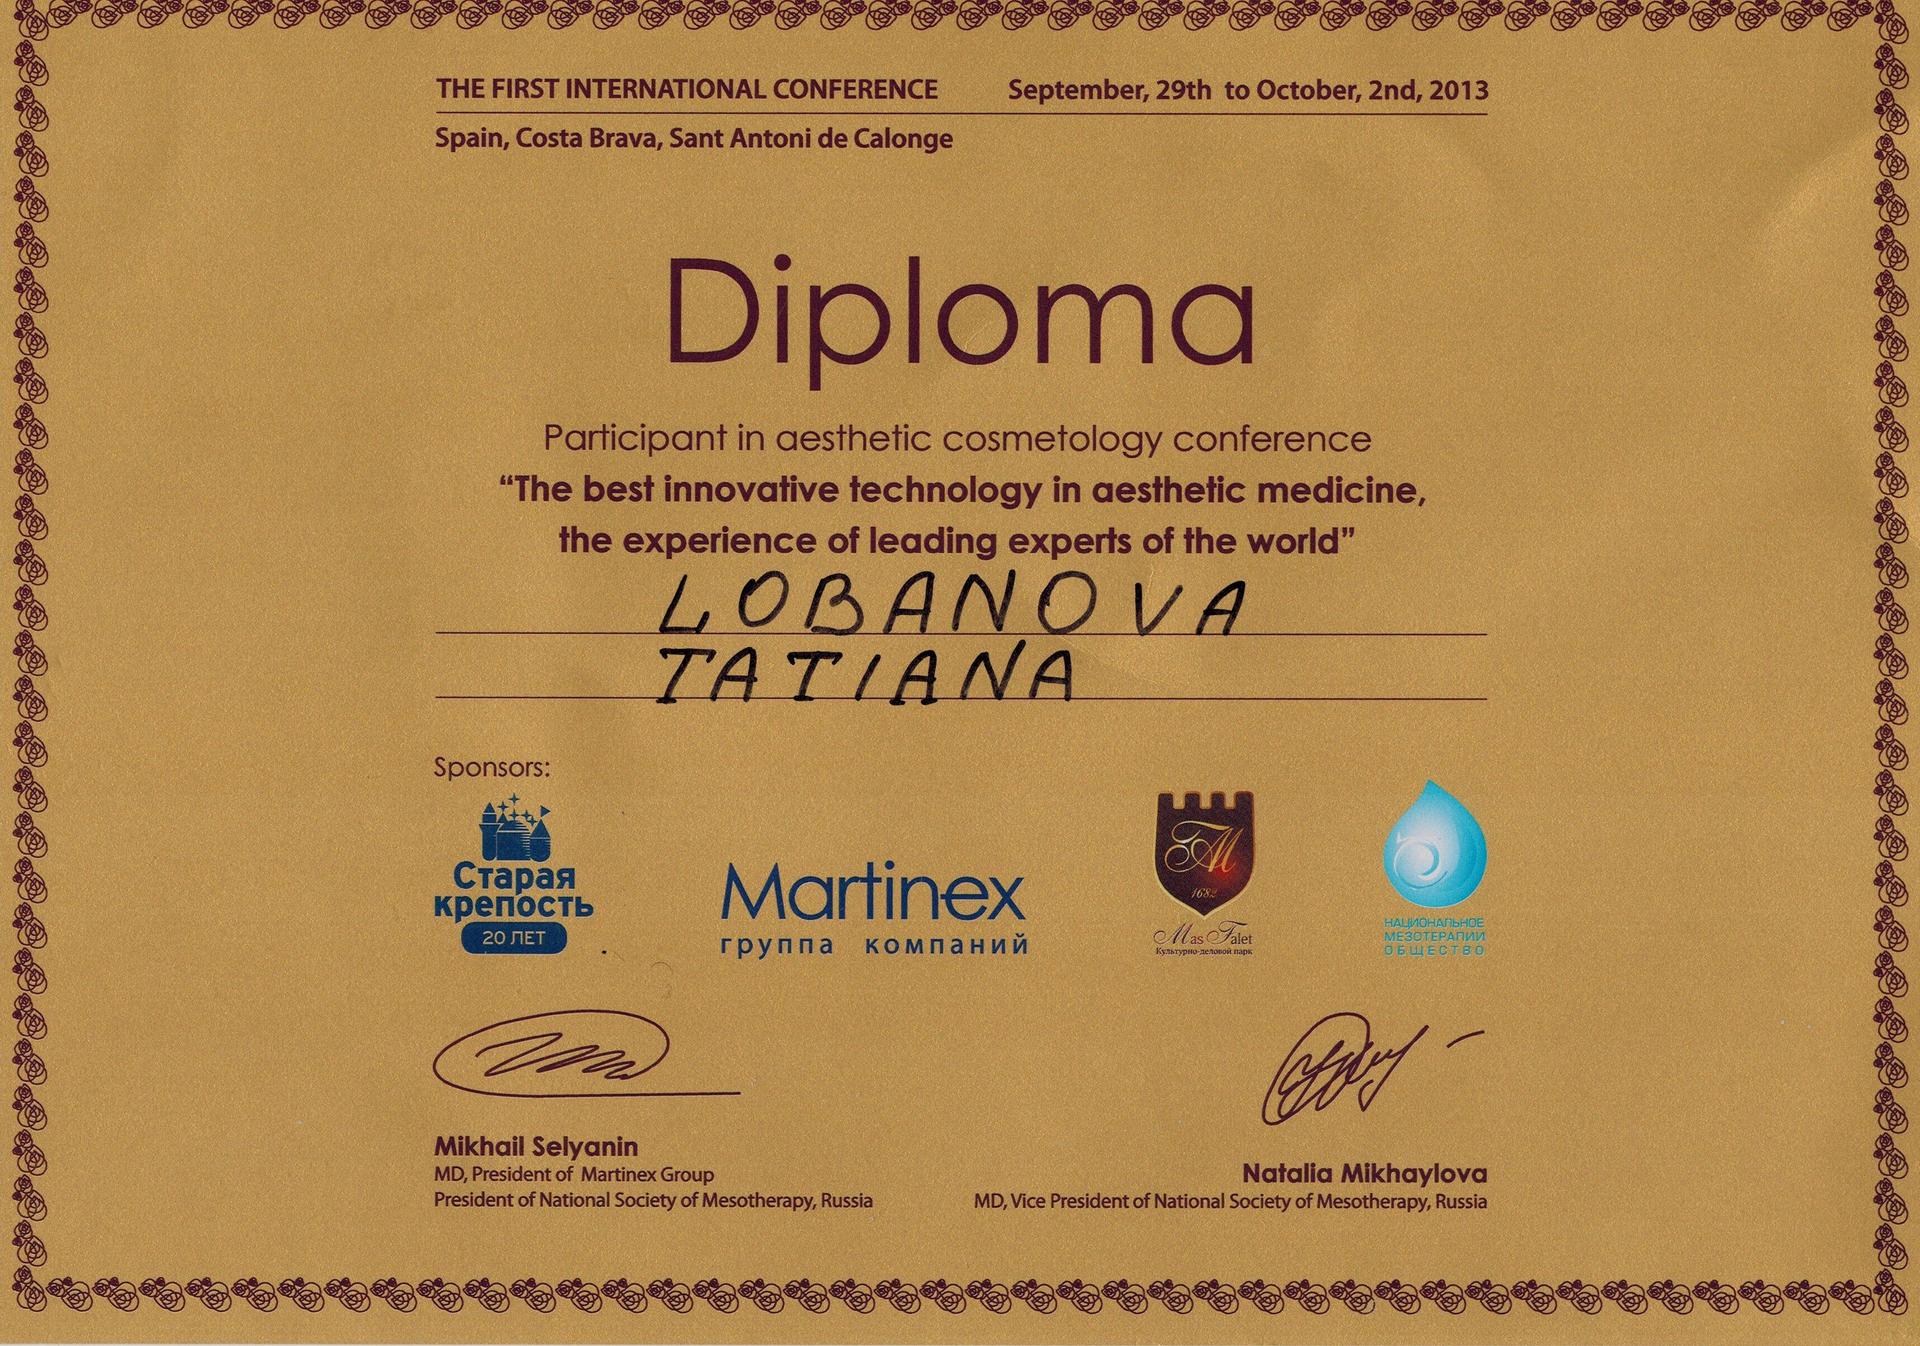 THE FIRST INTERNATIONAL CONFERENCE September, 29th to October, 2nd, 2013
Spain, Costa Brava, Sant Antoni de Calonge
Diploma
Participant in aesthetic cosmetology conference
“The best innovative technology in aesthetic medicine,
the experience of leading experts of the world”
LOBANOVA
TATIANA
Sponsors:
Старая
крепость
20 ЛЕТ
Martinex
группа компаний
1682
Mas Falet
Культурно-деловой парк
НАЦИОНАЛЬНОЕ
МЕЗОТЕРАПИИ
ОБЩЕСТВО
Mikhail Selyanin
MD, President of Martinex Group
President of National Society of Mesotherapy, Russia
Natalia Mikhaylova
MD, Vice President of National Society of Mesotherapy, Russia